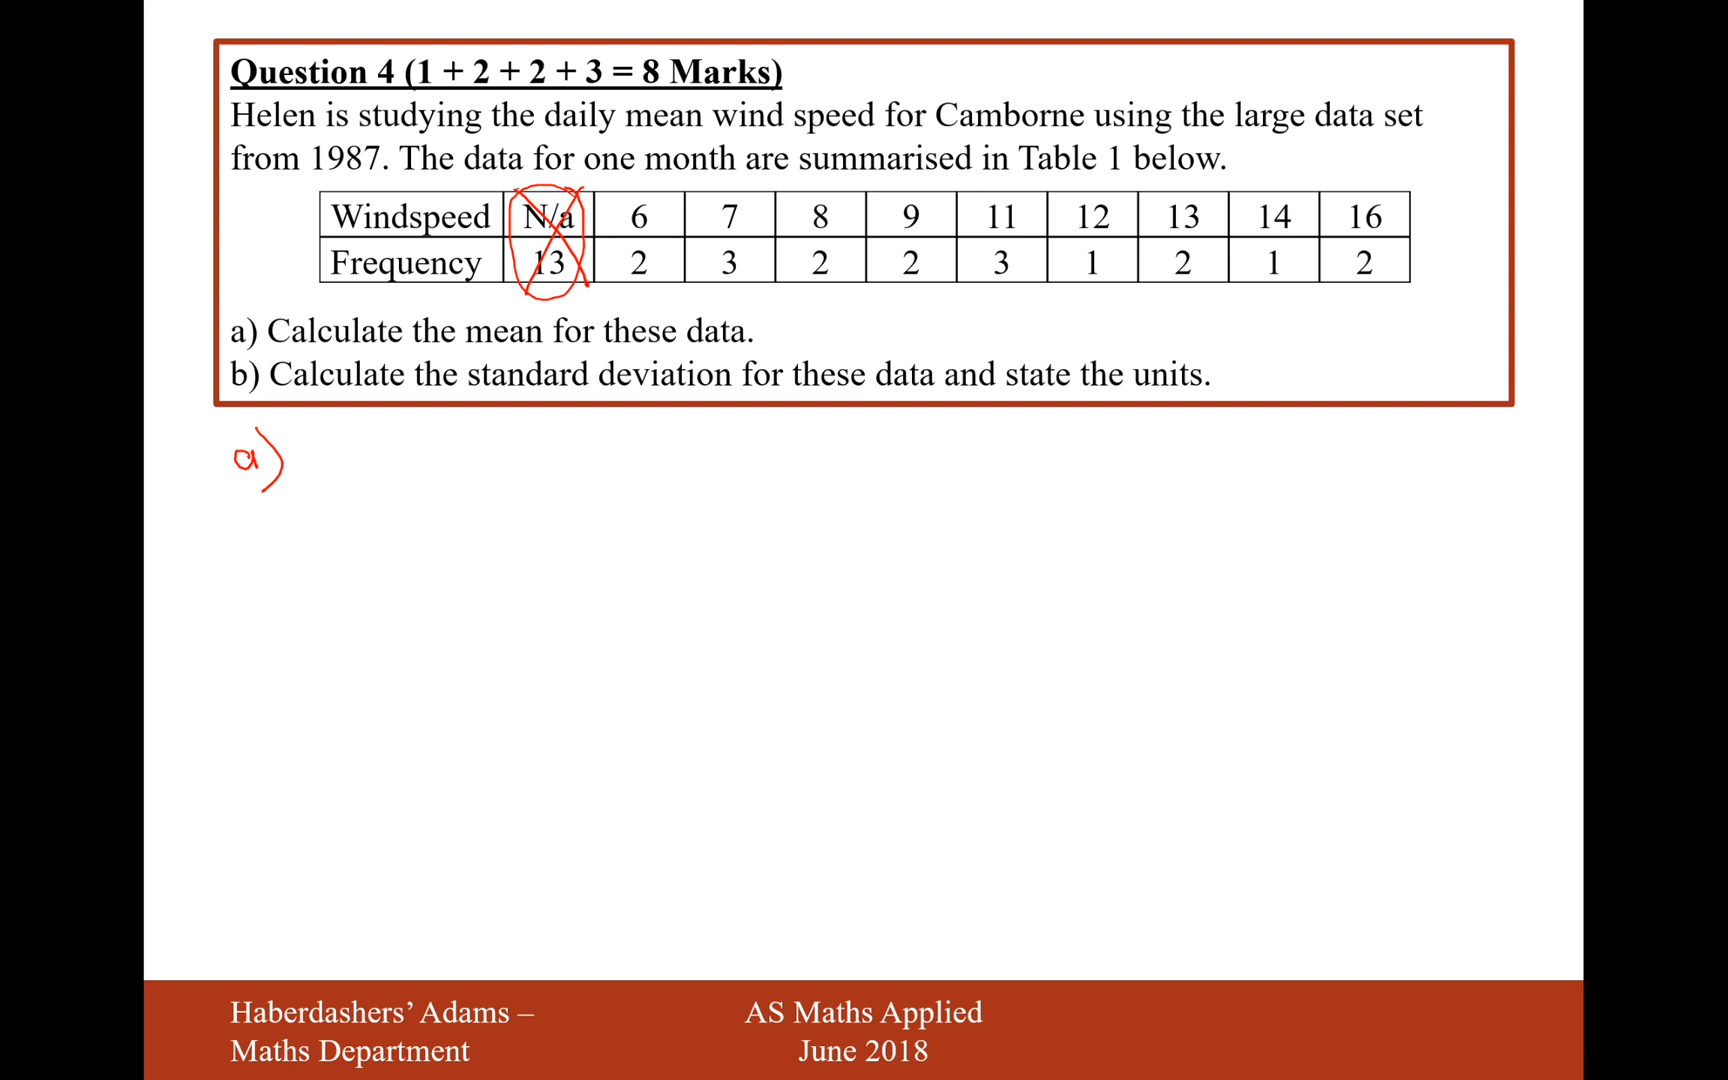 Question 4 (1 + 2 + 2 + 3 = 8 Marks)
Helen is studying the daily mean wind speed for Camborne using the large data set
from 1987. The data for one month are summarised in Table 1 below.
Windspeed N/a 6 7 8 9 11 12 13 14 16
Frequency 13 2 3 2 2 3 1 2 1 2
a) Calculate the mean for these data.
b) Calculate the standard deviation for these data and state the units.
a)
Haberdashers’ Adams –
Maths Department
AS Maths Applied
June 2018